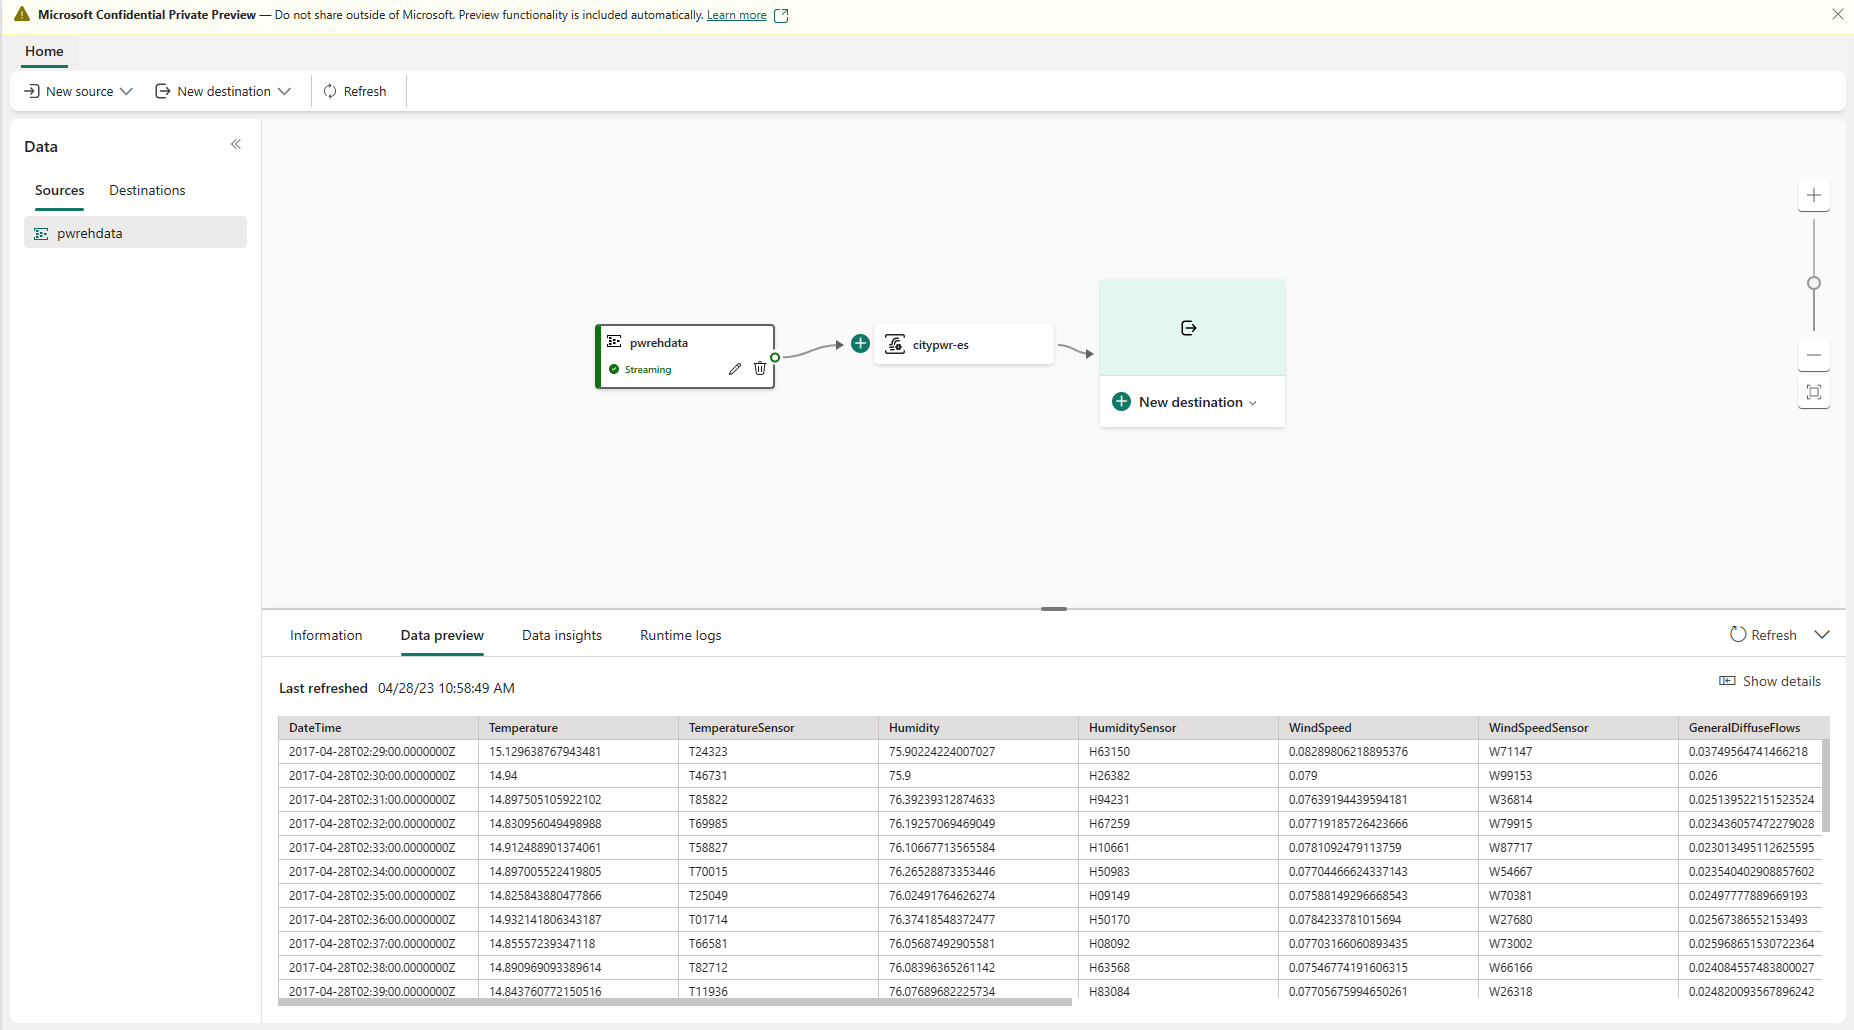 Microsoft Confidential Private Preview — Do not share outside of Microsoft. Preview functionality is included automatically. Learn more
Home
New source New destination Refresh
Data
Sources Destinations
pwrehdata
pwrehdata
Streaming
citypwr-es
New destination
Information Data preview Data insights Runtime logs Refresh
Last refreshed 04/28/23 10:58:49 AM Show details
DateTime Temperature TemperatureSensor Humidity HumiditySensor WindSpeed WindSpeedSensor GeneralDiffuseFlows
2017-04-28T02:29:00.0000000Z 15.129638767943481 T24323 75.90224224007027 H63150 0.08289806218895376 W71147 0.03749564741466218
2017-04-28T02:30:00.0000000Z 14.94 T46731 75.9 H26382 0.079 W99153 0.026
2017-04-28T02:31:00.0000000Z 14.897505105922102 T85822 76.39239312874633 H94231 0.07639194439594181 W36814 0.025139522151523524
2017-04-28T02:32:00.0000000Z 14.830956049498988 T69985 76.19257069469049 H67259 0.07719185726423666 W79915 0.023436057472279028
2017-04-28T02:33:00.0000000Z 14.912488901374061 T58827 76.10667713565584 H10661 0.0781092479113759 W87717 0.023013495112625595
2017-04-28T02:34:00.0000000Z 14.897005522419805 T70015 76.26528873353446 H50983 0.07704466624337143 W54667 0.023540402908857602
2017-04-28T02:35:00.0000000Z 14.825843880477866 T25049 76.02491764626274 H09149 0.07588149296668543 W70381 0.02497777889669193
2017-04-28T02:36:00.0000000Z 14.932141806343187 T01714 76.37418548372477 H50170 0.0784233781015694 W27680 0.02567386552153493
2017-04-28T02:37:00.0000000Z 14.85557239347118 T66581 76.05687492905581 H08092 0.07703166060893435 W73002 0.025968651530722364
2017-04-28T02:38:00.0000000Z 14.890969093389614 T82712 76.08396365261142 H63568 0.07546774191606315 W66166 0.024084557483800027
2017-04-28T02:39:00.0000000Z 14.843760772150516 T11936 76.07689682225734 H83084 0.07705675994650261 W26318 0.024820093567896242